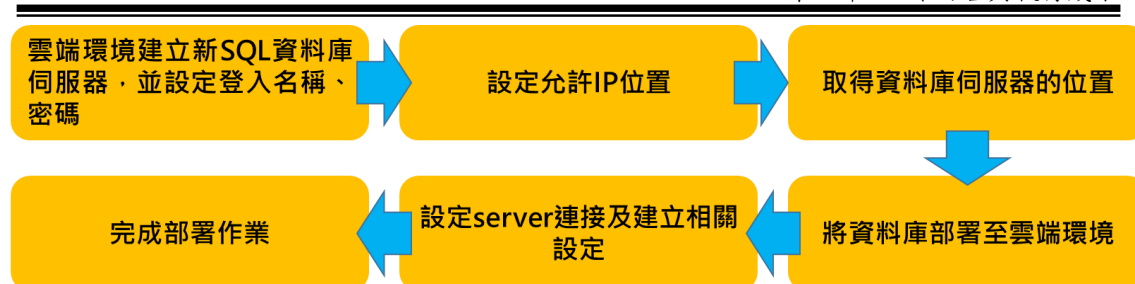 雲端環境建立新SQL資料庫
伺服器，並設定登入名稱、
密碼
設定允許IP位置
取得資料庫伺服器的位置
將資料庫部署至雲端環境
設定server連接及建立相關
設定
完成部署作業